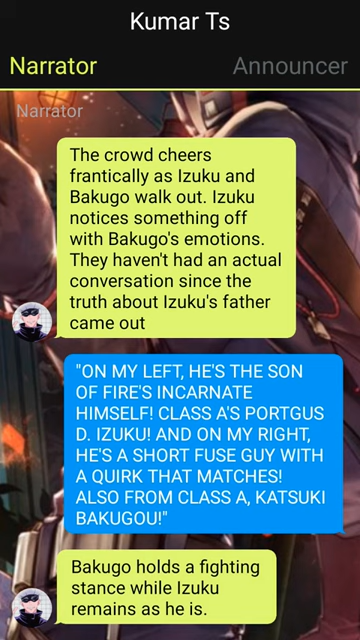 Kumar Ts
Narrator
Announcer
Narrator
The crowd cheers
frantically as Izuku and
Bakugo walk out. Izuku
notices something off
with Bakugo's emotions.
They haven't had an actual
conversation since the
truth about Izuku's father
came out
"ON MY LEFT, HE'S THE SON
OF FIRE'S INCARNATE
HIMSELF! CLASS A'S PORTGUS
D. IZUKU! AND ON MY RIGHT,
HE'S A SHORT FUSE GUY WITH
A QUIRK THAT MATCHES!
ALSO FROM CLASS A, KATSUKI
BAKUGOU!"
Bakugo holds a fighting
stance while Izuku
remains as he is.